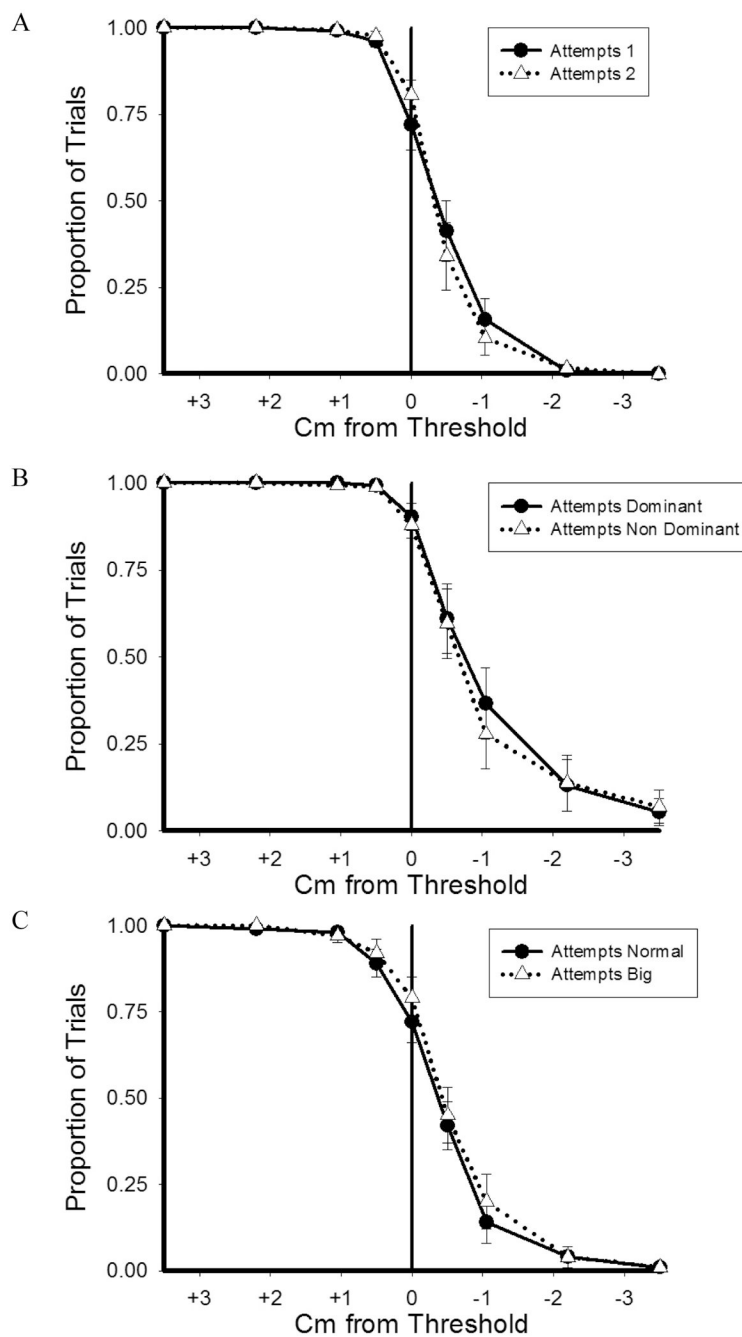 A
Proportion of Trials
1.00
0.75
0.50
0.25
0.00
Attempts 1
Attempts 2
+3 +2 +1 0 -1 -2 -3
Cm from Threshold
B
Proportion of Trials
1.00
0.75
0.50
0.25
0.00
Attempts Dominant
Attempts Non Dominant
+3 +2 +1 0 -1 -2 -3
Cm from Threshold
C
Proportion of Trials
1.00
0.75
0.50
0.25
0.00
Attempts Normal
Attempts Big
+3 +2 +1 0 -1 -2 -3
Cm from Threshold